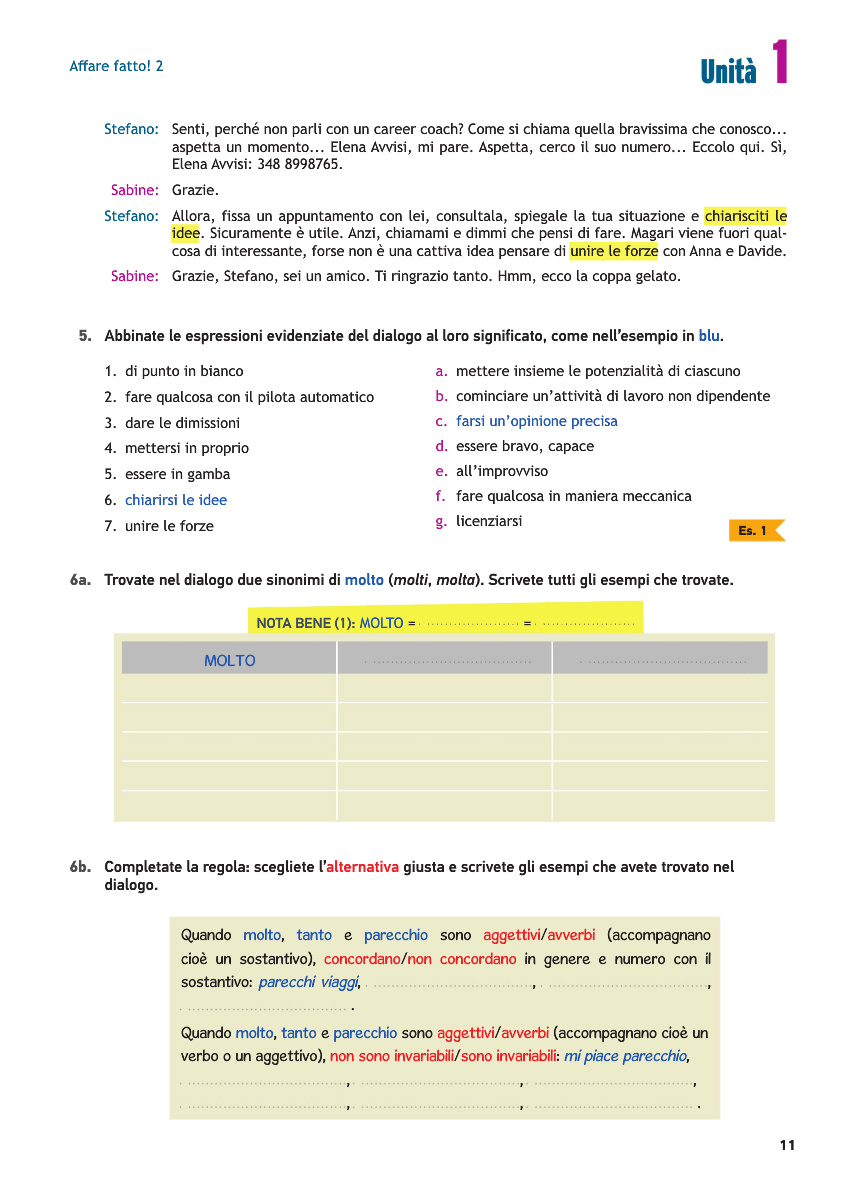 Affare fatto! 2
Unità 1
Stefano: Senti, perché non parli con un career coach? Come si chiama quella bravissima che conosco...
aspetta un momento... Elena Avvisi, mi pare. Aspetta, cerco il suo numero... Eccolo qui. Sì,
Elena Avvisi: 348 8998765.
Sabine: Grazie.
Stefano: Allora, fissa un appuntamento con lei, consultala, spiegale la tua situazione e chiarisciti le
idee. Sicuramente è utile. Anzi, chiamami e dimmi che pensi di fare. Magari viene fuori qual-
cosa di interessante, forse non è una cattiva idea pensare di unire le forze con Anna e Davide.
Sabine: Grazie, Stefano, sei un amico. Ti ringrazio tanto. Hmm, ecco la coppa gelato.
5. Abbinate le espressioni evidenziate del dialogo al loro significato, come nell'esempio in blu.
1. di punto in bianco
2. fare qualcosa con il pilota automatico
3. dare le dimissioni
4. mettersi in proprio
5. essere in gamba
6. chiarirsi le idee
7. unire le forze
a. mettere insieme le potenzialità di ciascuno
b. cominciare un'attività di lavoro non dipendente
c. farsi un'opinione precisa
d. essere bravo, capace
e. all'improvviso
f. fare qualcosa in maniera meccanica
g. licenziarsi
Es. 1
6a. Trovate nel dialogo due sinonimi di molto (molti, molta). Scrivete tutti gli esempi che trovate.
NOTA BENE (1): MOLTO = ..................... = .....................
MOLTO
6b. Completate la regola: scegliete l'alternativa giusta e scrivete gli esempi che avete trovato nel
dialogo.
Quando molto, tanto e parecchio sono aggettivi/avverbi (accompagnano
cioè un sostantivo), concordano/non concordano in genere e numero con il
sostantivo: parecchi viaggi, ..................................., ...................................,
................................... .
Quando molto, tanto e parecchio sono aggettivi/avverbi (accompagnano cioè un
verbo o un aggettivo), non sono invariabili/sono invariabili: mi piace parecchio,
..................................., ..................................., ...................................,
..................................., ..................................., ................................... .
11